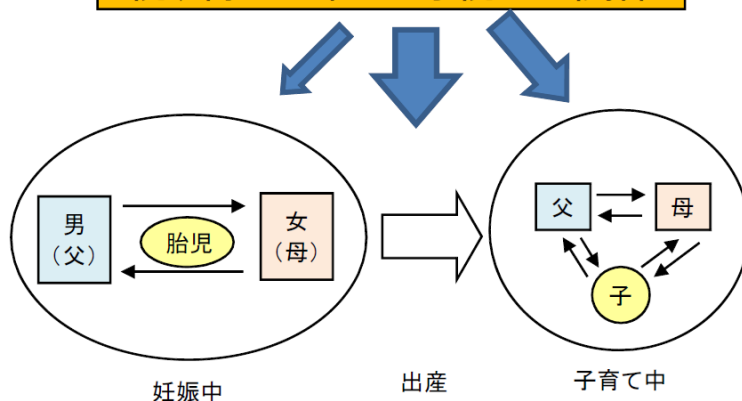 男
（父）
胎児
女
（母）
父
母
子
妊娠中
出産
子育て中